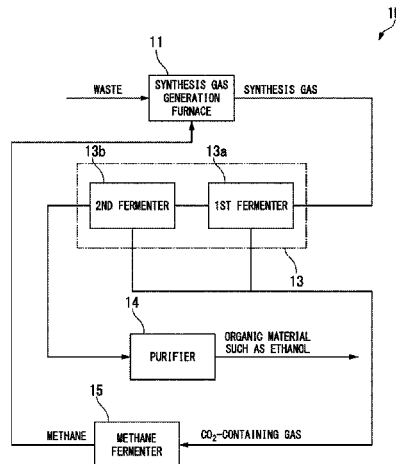 10
11
WASTE
SYNTHESIS GAS
GENERATION
FURNACE
SYNTHESIS GAS
13b
13a
2ND FERMENTER
1ST FERMENTER
13
14
PURIFIER
ORGANIC MATERIAL
SUCH AS ETHANOL
15
METHANE
METHANE
FERMENTER
CO₂-CONTAINING GAS